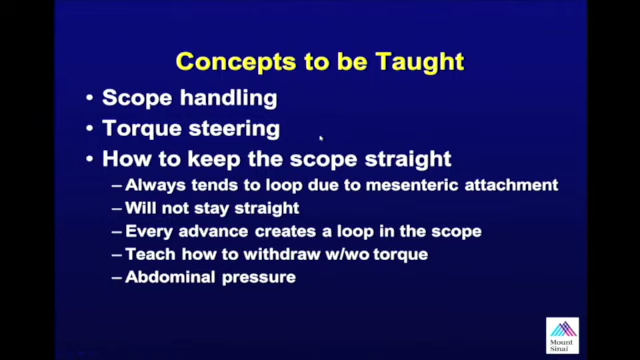 Concepts to be Taught
• Scope handling
• Torque steering
• How to keep the scope straight
– Always tends to loop due to mesenteric attachment
– Will not stay straight
– Every advance creates a loop in the scope
– Teach how to withdraw w/wo torque
– Abdominal pressure
Mount
Sinai